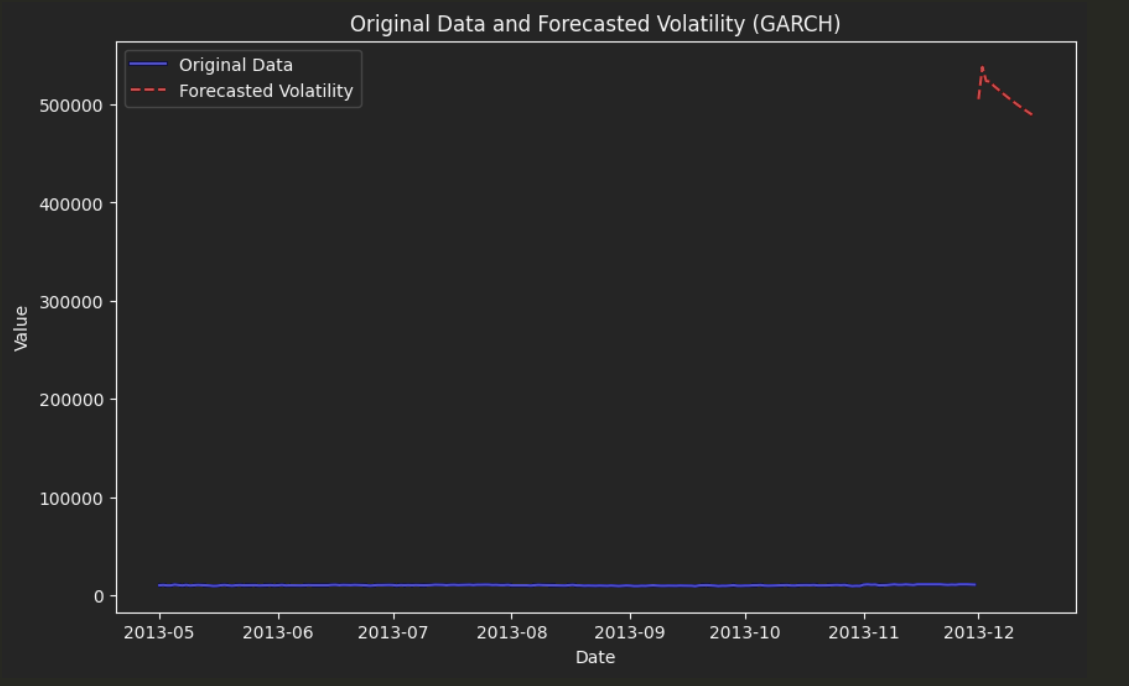 Original Data and Forecasted Volatility (GARCH)
Original Data
Forecasted Volatility
500000
400000
300000
200000
100000
0
Value
2013-05 2013-06 2013-07 2013-08 2013-09 2013-10 2013-11 2013-12
Date